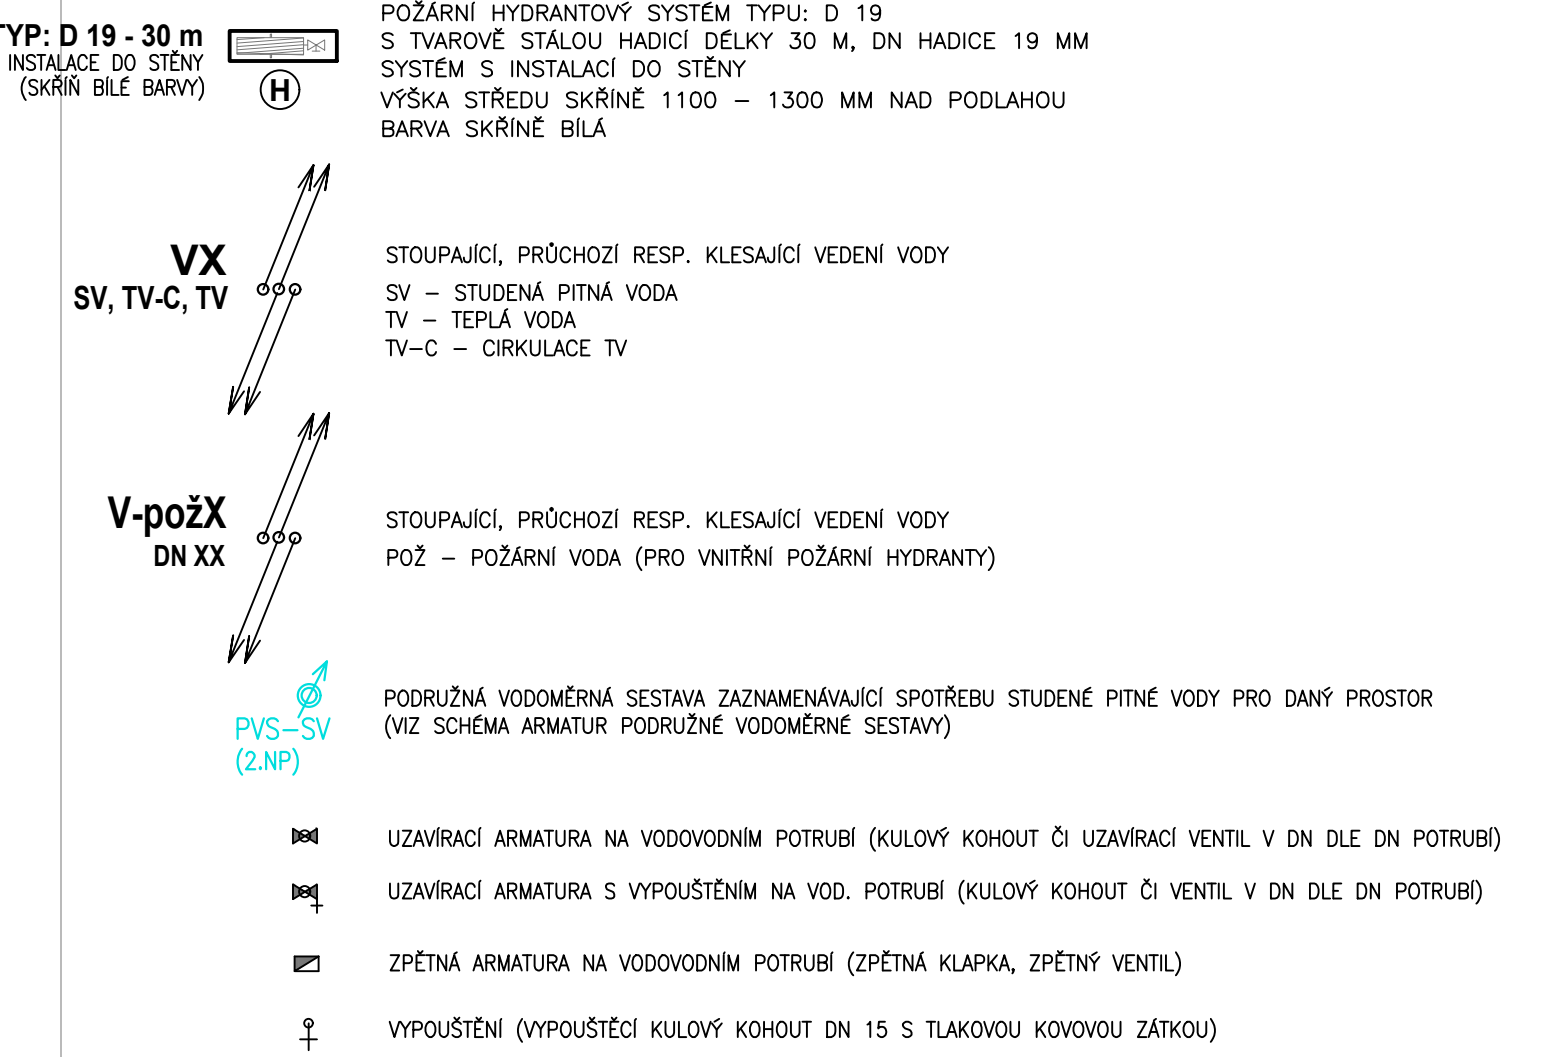 POŽÁRNÍ HYDRANTOVÝ SYSTÉM TYPU: D 19
TYP: D 19 - 30 m
S TVAROVĚ STÁLOU HADICÍ DÉLKY 30 M, DN HADICE 19 MM
INSTALACE DO STĚNY
SYSTÉM S INSTALACÍ DO STĚNY
(SKŘÍŇ BÍLÉ BARVY)
H
VÝŠKA STŘEDU SKŘÍNĚ 1100 – 1300 MM NAD PODLAHOU
BARVA SKŘÍNĚ BÍLÁ
VX
STOUPAJÍCÍ, PRŮCHOZÍ RESP. KLESAJÍCÍ VEDENÍ VODY
SV, TV-C, TV
SV – STUDENÁ PITNÁ VODA
TV – TEPLÁ VODA
TV–C – CIRKULACE TV
V-požX
STOUPAJÍCÍ, PRŮCHOZÍ RESP. KLESAJÍCÍ VEDENÍ VODY
DN XX
POŽ – POŽÁRNÍ VODA (PRO VNITŘNÍ POŽÁRNÍ HYDRANTY)
PODRUŽNÁ VODOMĚRNÁ SESTAVA ZAZNAMENÁVAJÍCÍ SPOTŘEBU STUDENÉ PITNÉ VODY PRO DANÝ PROSTOR
PVS–SV
(VIZ SCHÉMA ARMATUR PODRUŽNÉ VODOMĚRNÉ SESTAVY)
(2.NP)
UZAVÍRACÍ ARMATURA NA VODOVODNÍM POTRUBÍ (KULOVÝ KOHOUT ČI UZAVÍRACÍ VENTIL V DN DLE DN POTRUBÍ)
UZAVÍRACÍ ARMATURA S VYPOUŠTĚNÍM NA VOD. POTRUBÍ (KULOVÝ KOHOUT ČI VENTIL V DN DLE DN POTRUBÍ)
ZPĚTNÁ ARMATURA NA VODOVODNÍM POTRUBÍ (ZPĚTNÁ KLAPKA, ZPĚTNÝ VENTIL)
VYPOUŠTĚNÍ (VYPOUŠTĚCÍ KULOVÝ KOHOUT DN 15 S TLAKOVOU KOVOVOU ZÁTKOU)